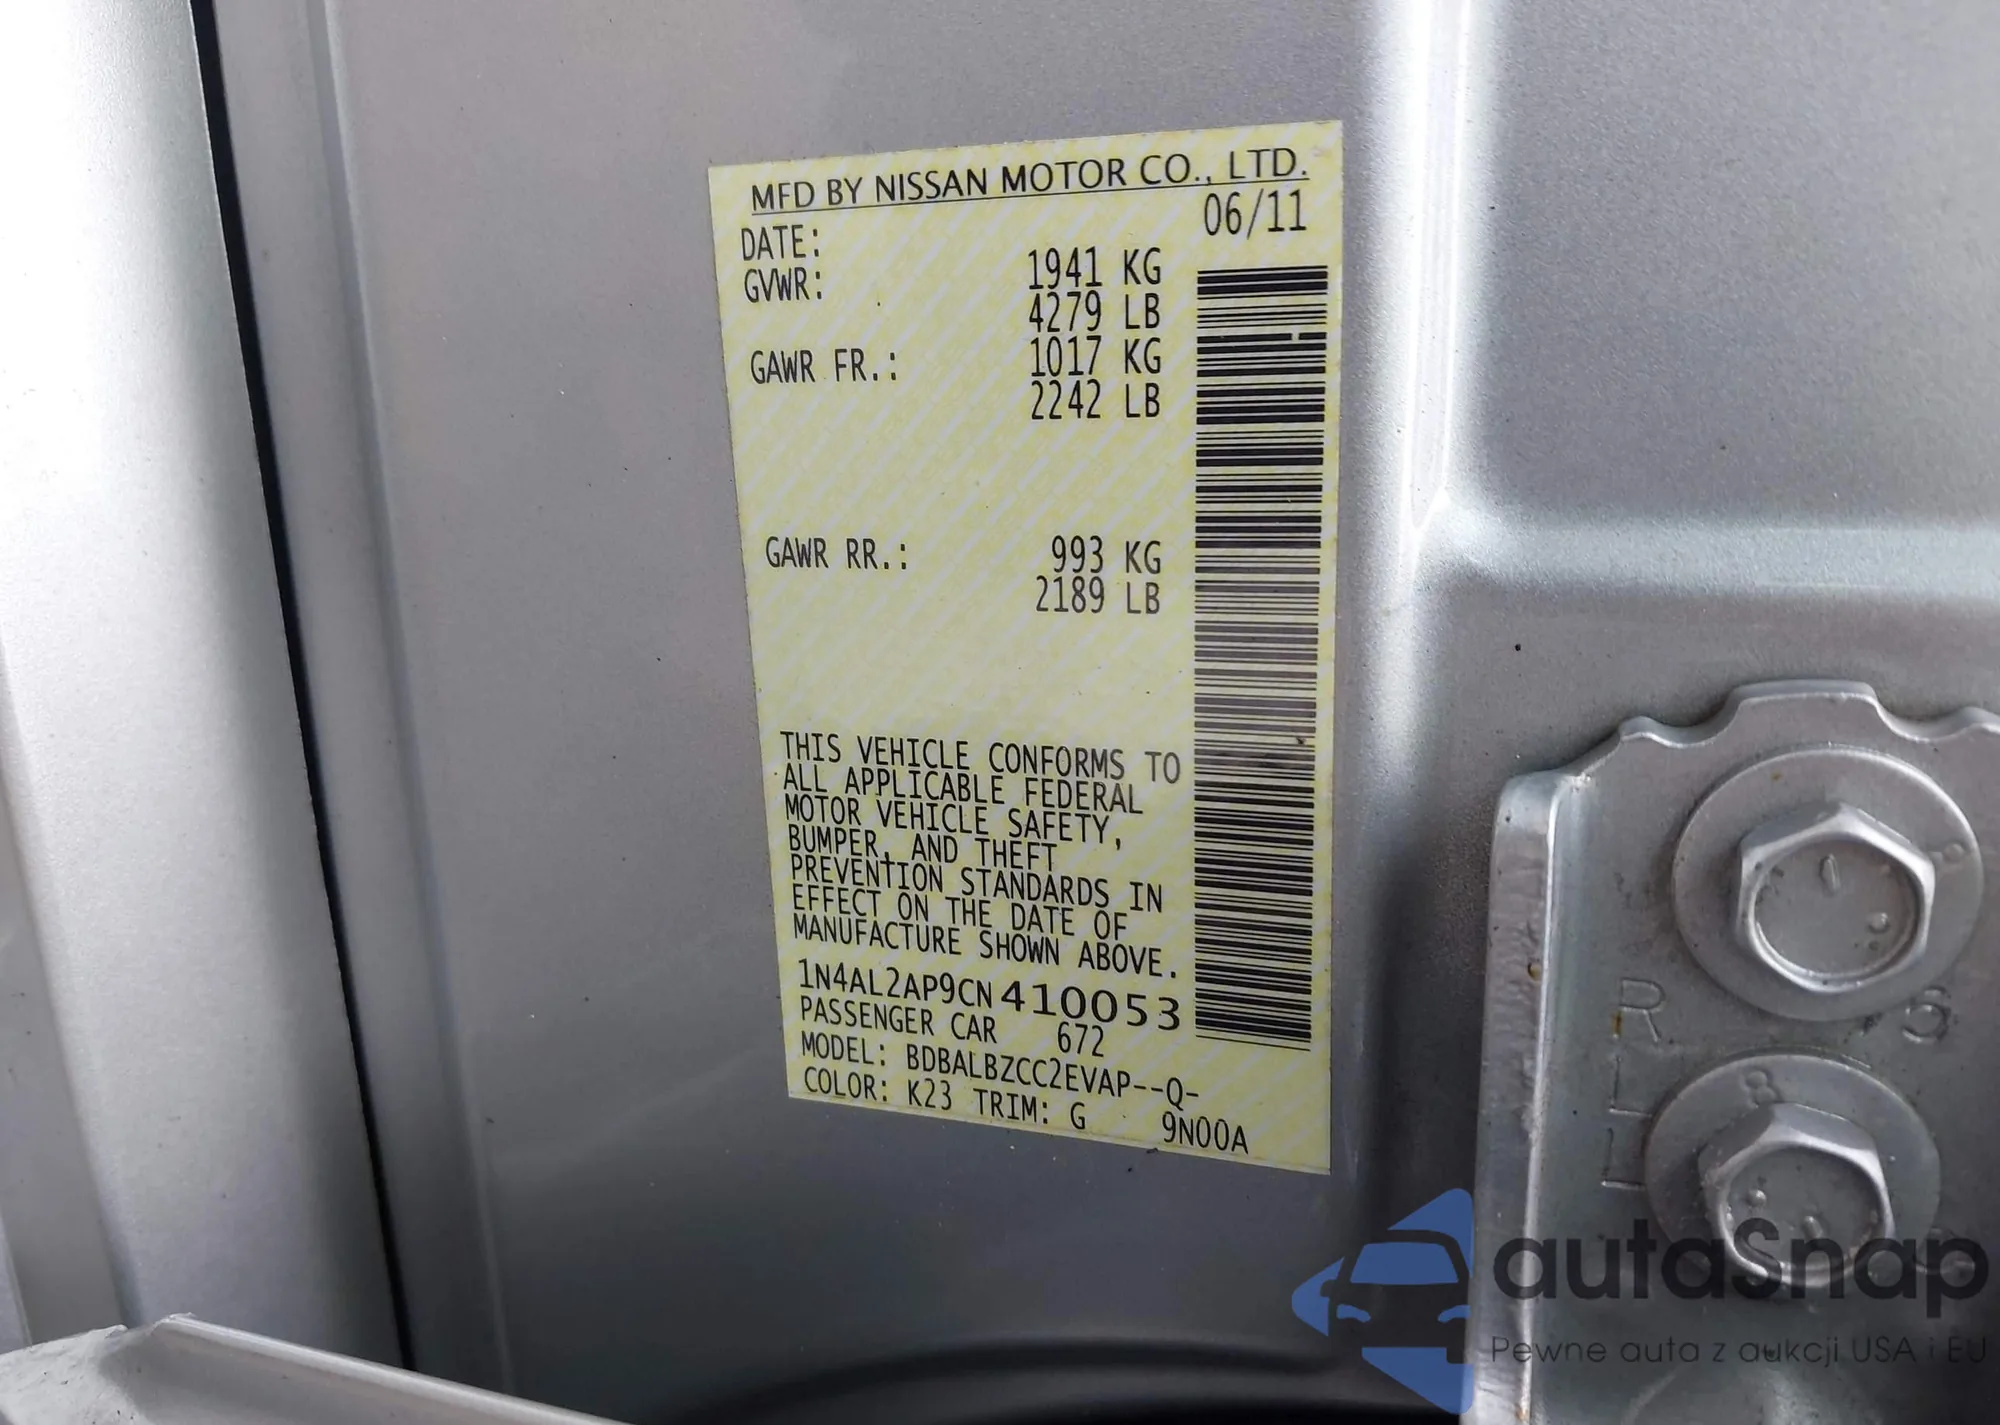 MFD BY NISSAN MOTOR CO., LTD.
DATE: 06/11
GVWR: 1941 KG
4279 LB
GAWR FR.: 1017 KG
2242 LB
GAWR RR.: 993 KG
2189 LB
THIS VEHICLE CONFORMS TO
ALL APPLICABLE FEDERAL
MOTOR VEHICLE SAFETY,
BUMPER, AND THEFT
PREVENTION STANDARDS IN
EFFECT ON THE DATE OF
MANUFACTURE SHOWN ABOVE.
1N4AL2AP9CN410053
PASSENGER CAR 672
MODEL: BDBALBZCC2EVAP--Q-
COLOR: K23 TRIM: G 9N00A
R
8
autaSnap
Pewne auta z aukcji USA i EU